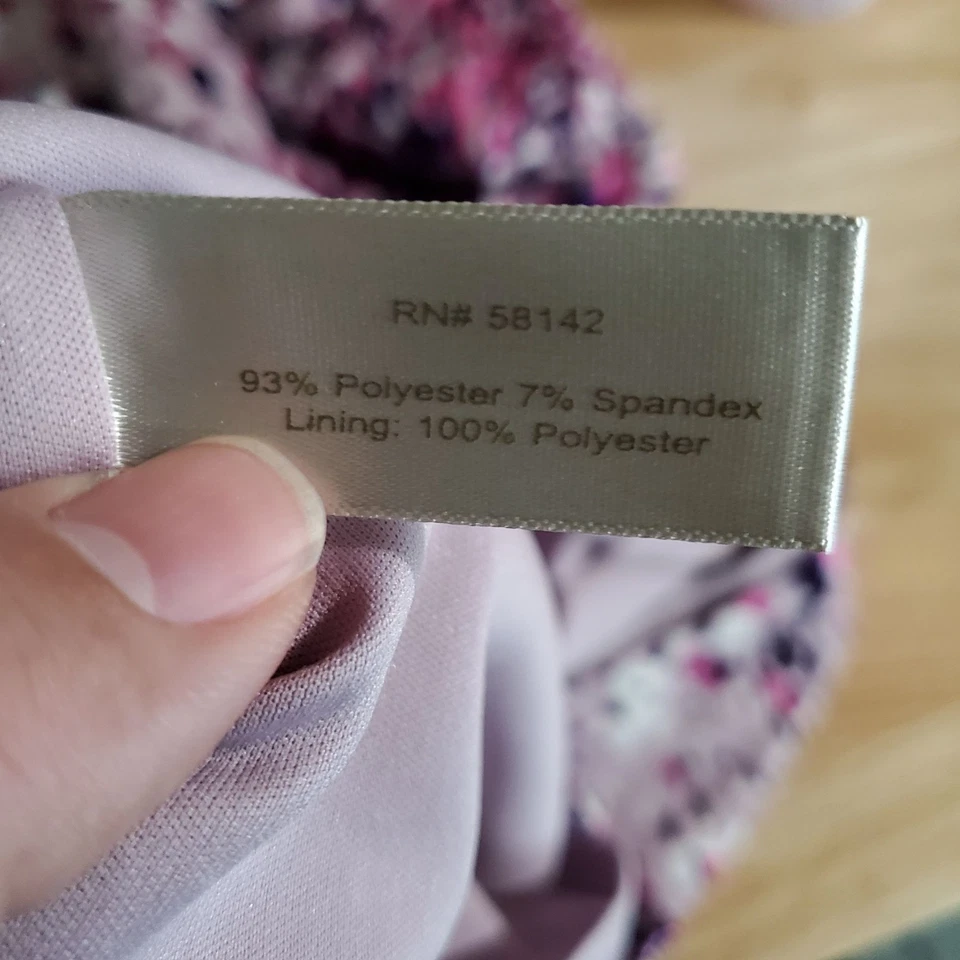 RN# 58142
93% Polyester 7% Spandex
Lining: 100% Polyester